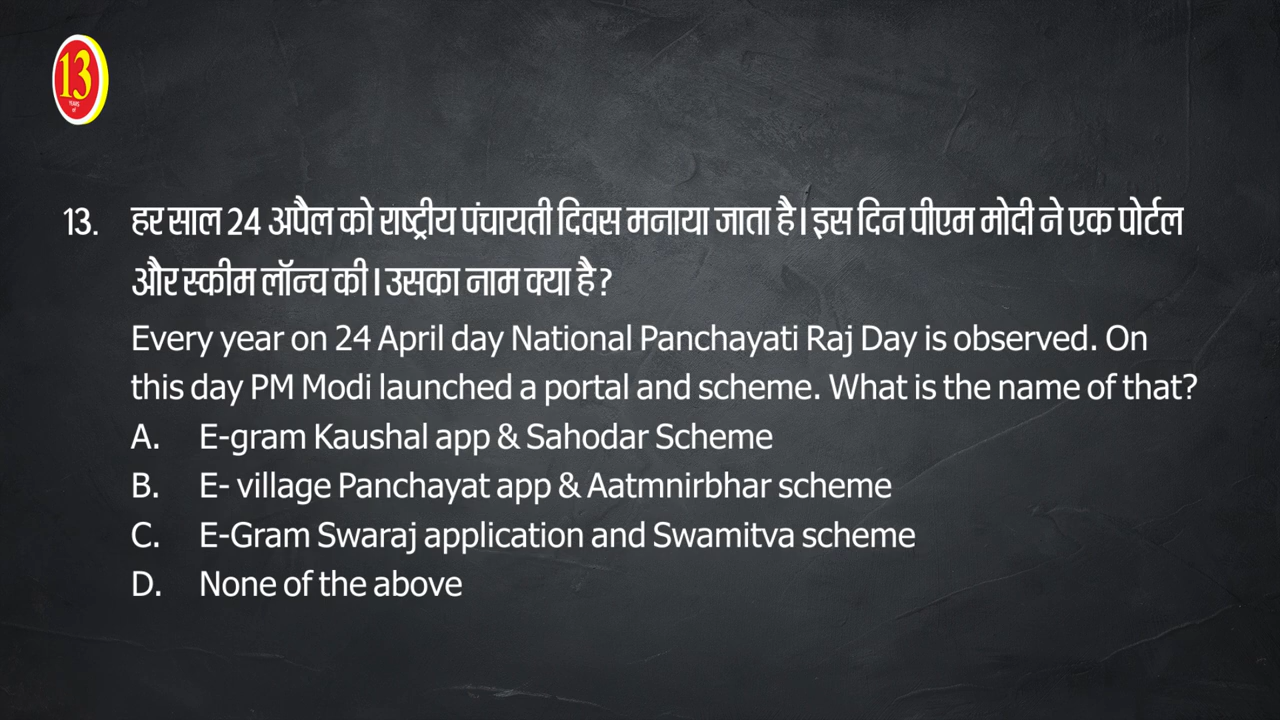 13
YEARS
OF
13. हर साल 24 अपैल को राष्ट्रीय पंचायती दिवस मनाया जाता है। इस दिन पीएम मोदी ने एक पोर्टल
और स्कीम लॉन्च की। उसका नाम क्या है?
Every year on 24 April day National Panchayati Raj Day is observed. On
this day PM Modi launched a portal and scheme. What is the name of that?
A. E-gram Kaushal app & Sahodar Scheme
B. E- village Panchayat app & Aatmnirbhar scheme
C. E-Gram Swaraj application and Swamitva scheme
D. None of the above